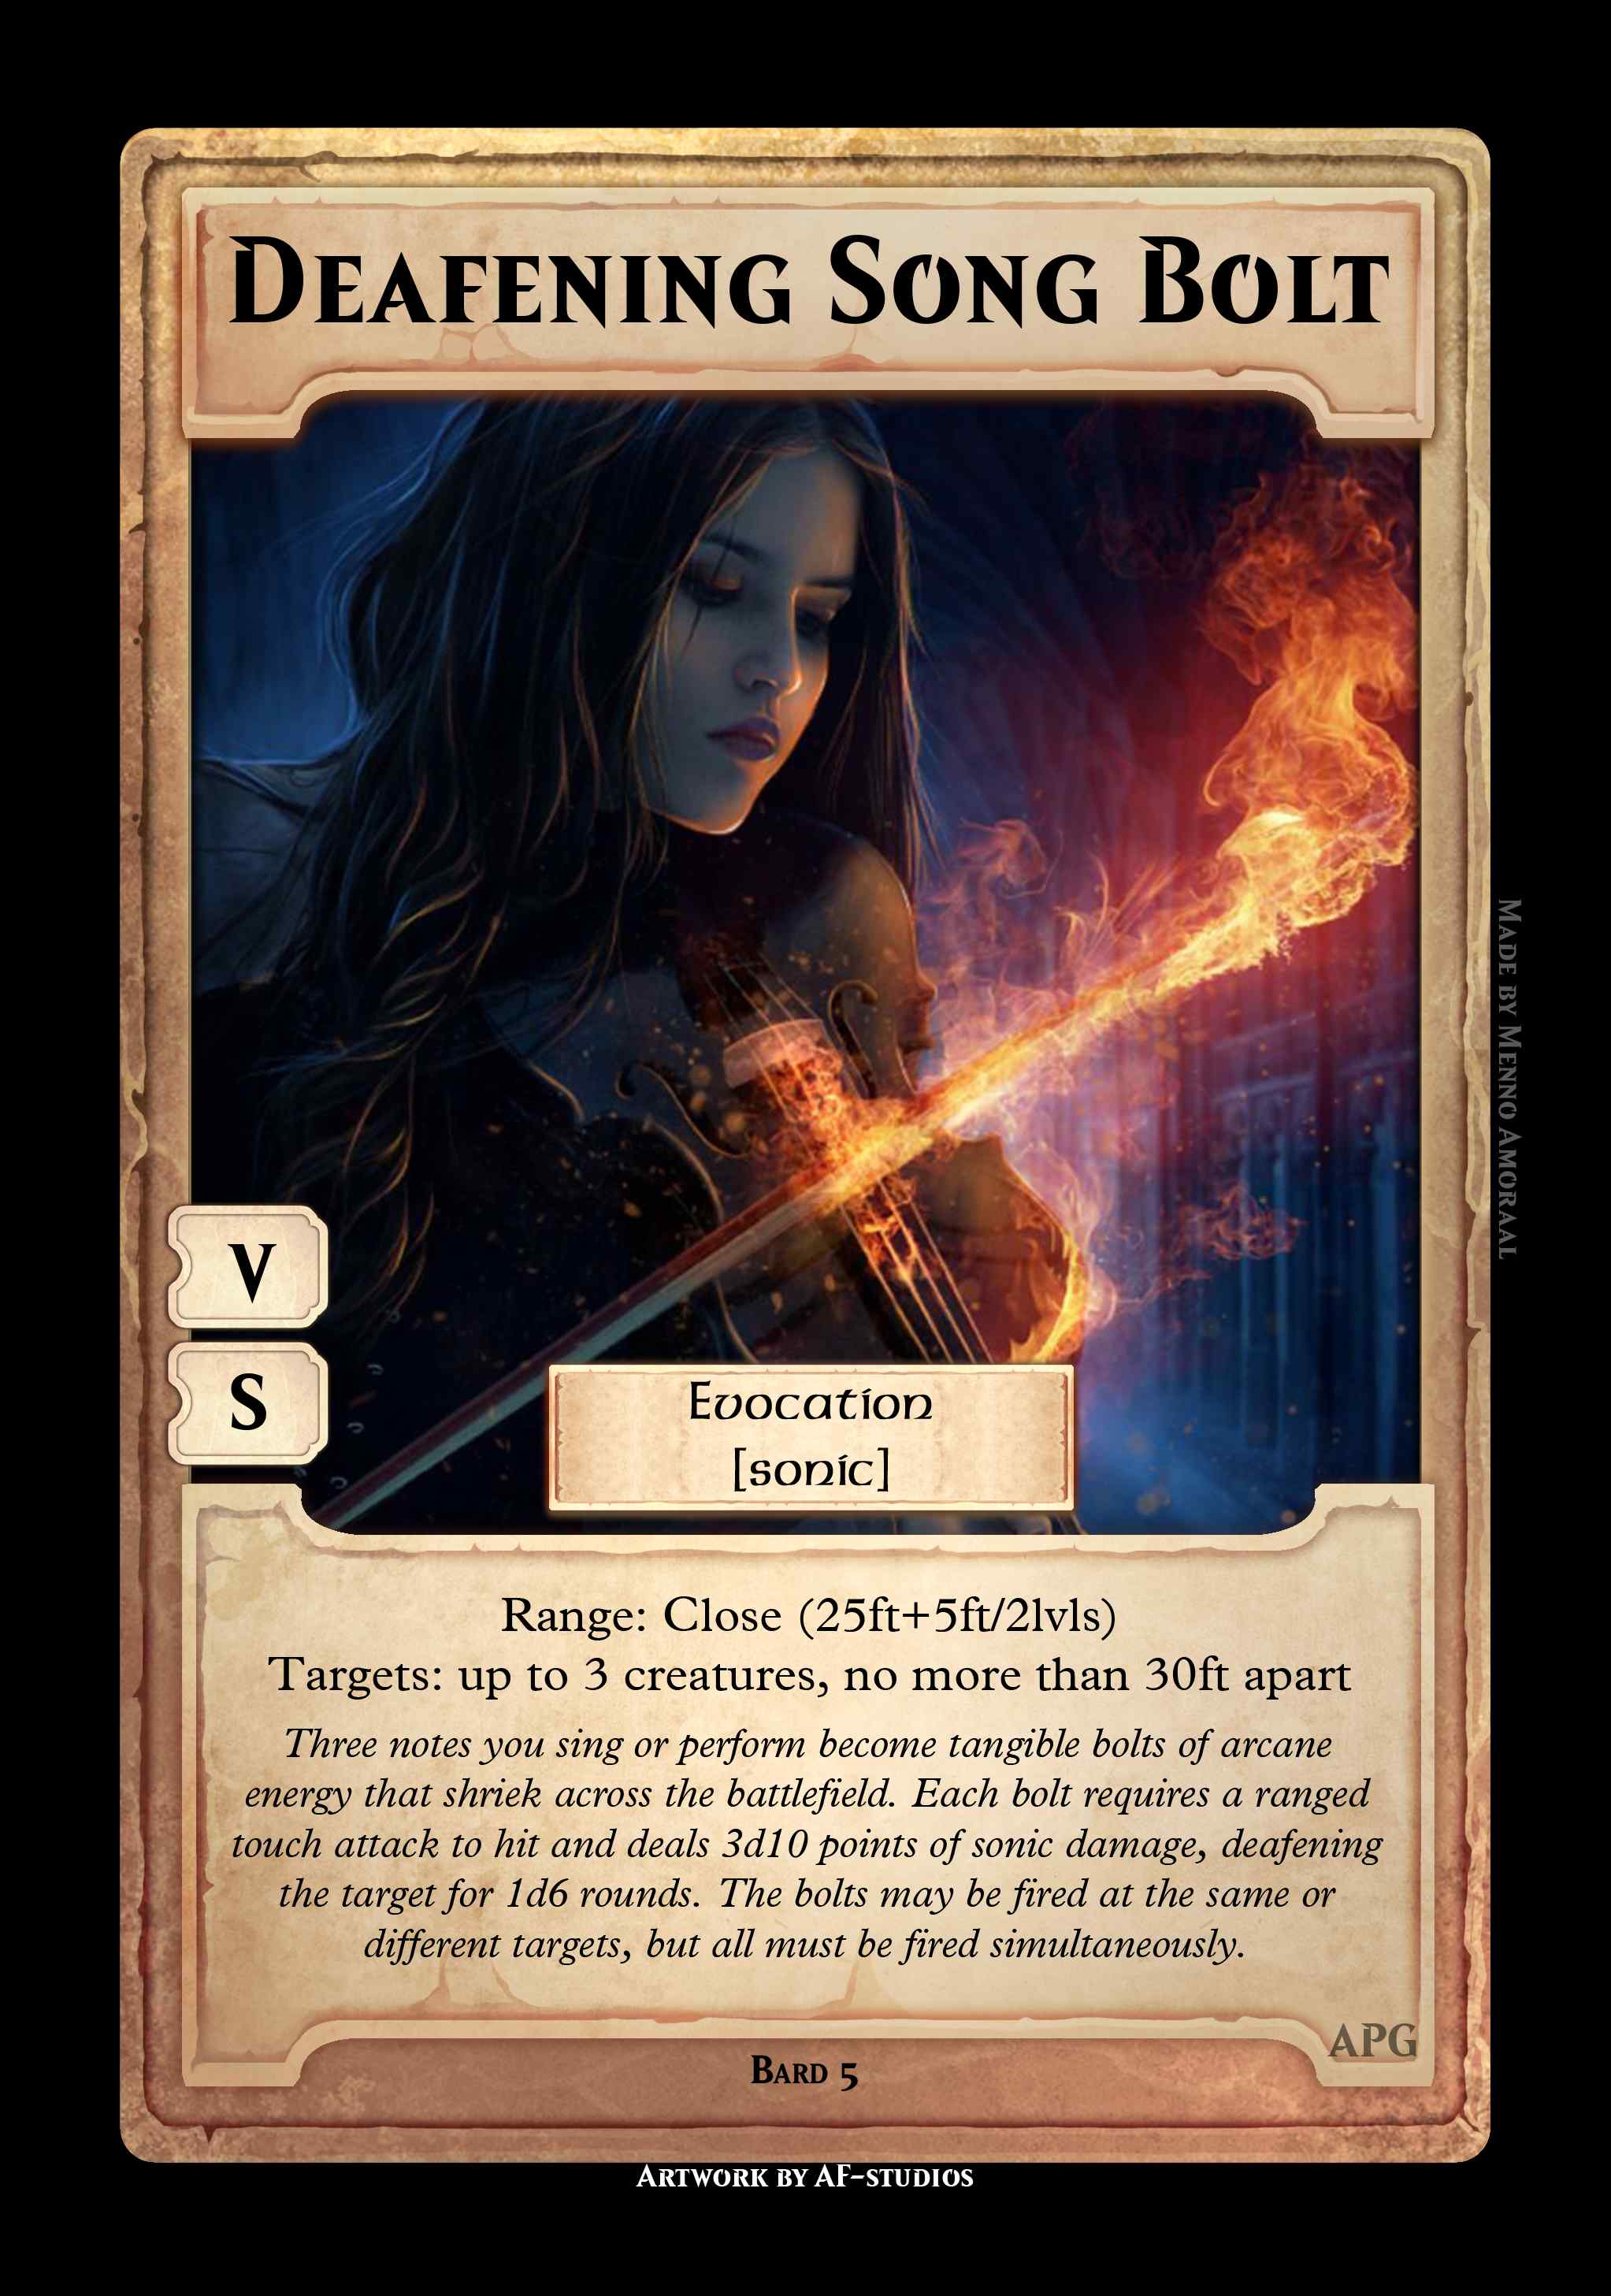 Deafening Song Bolt
V
S
Evocation
[sonic]
Range: Close (25ft+5ft/2lvls)
Targets: up to 3 creatures, no more than 30ft apart
Three notes you sing or perform become tangible bolts of arcane
energy that shriek across the battlefield. Each bolt requires a ranged
touch attack to hit and deals 3d10 points of sonic damage, deafening
the target for 1d6 rounds. The bolts may be fired at the same or
different targets, but all must be fired simultaneously.
APG
Bard 5
Artwork by AF-studios
Made by Menno Amoraal